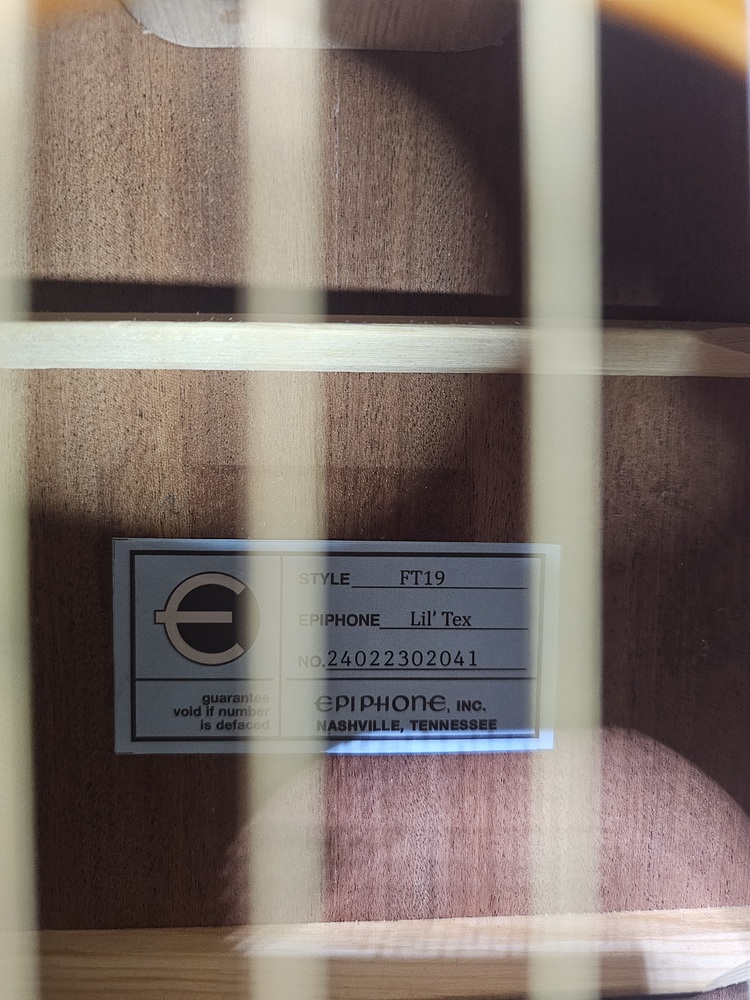 STYLE FT19
EPIPHONE Lil' Tex
NO. 24022302041
guarantee
void if number
is defaced
EPIPHONE, INC.
NASHVILLE, TENNESSEE